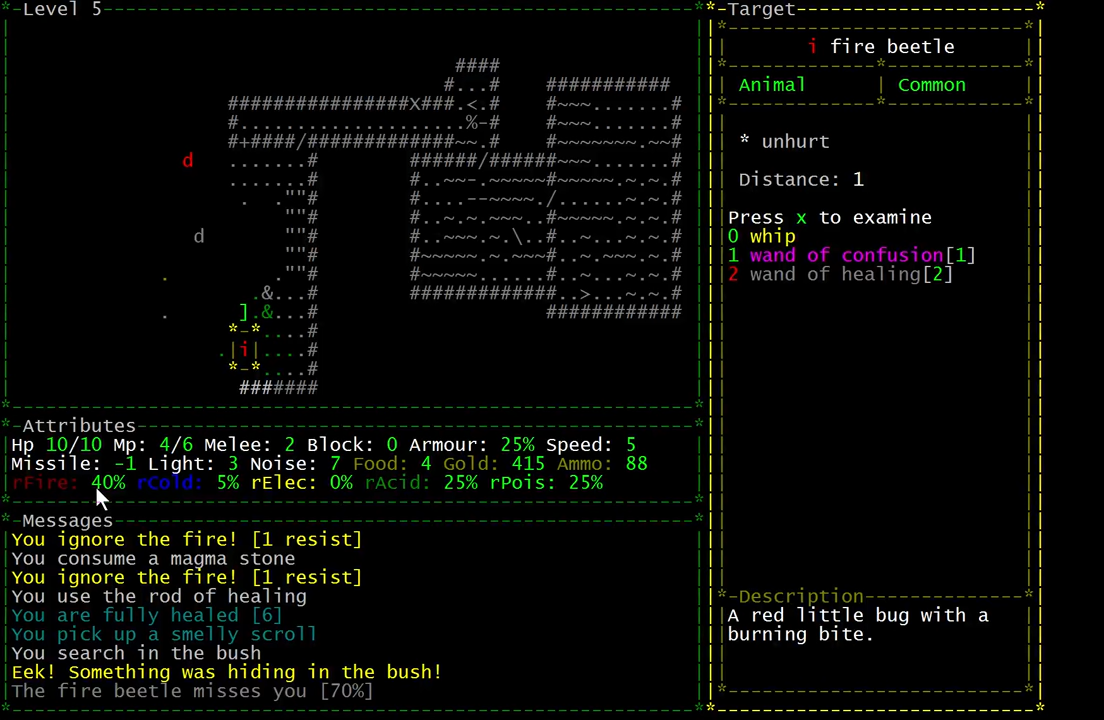 Level 5
####
#...#
###########
################x###.<.#
#~~~.......#
#......................%-#
#~~~.......#
#+####/#############~~.#
#~~~~~~~.~~#
d
.......#
######/######~~~.......#
.......#
#..~~-.~~~~~#~~~~~.~.~.#
. .""#
#....--~~~~./......~.~.#
""#
#..~.~.~~~..#~~~~~.~.~.#
d
""#
#..~~~.~.\..#..~...~.~.#
""#
#~~~~~.~.~~~#..~.~.~.~.#
.
.""#
#~~~~~......#~~~~~.~.~.#
.&...#
#############..>...~.~.#
.
].&...#
############
....#
.|i|....#
....#
#######
Attributes
Hp 10/10 Mp: 4/6 Melee: 2 Block: 0 Armour: 25% Speed: 5
Missile: -1 Light: 3 Noise: 7 Food: 4 Gold: 415 Ammo: 88
rFire: 40% rCold: 5% rElec: 0% rAcid: 25% rPois: 25%
Messages
You ignore the fire! [1 resist]
You consume a magma stone
You ignore the fire! [1 resist]
You use the rod of healing
You are fully healed [6]
You pick up a smelly scroll
You search in the bush
Eek! Something was hiding in the bush!
The fire beetle misses you [70%]
Target
i fire beetle
Animal | Common
* unhurt
Distance: 1
Press x to examine
0 whip
1 wand of confusion[1]
2 wand of healing[2]
Description
A red little bug with a
burning bite.